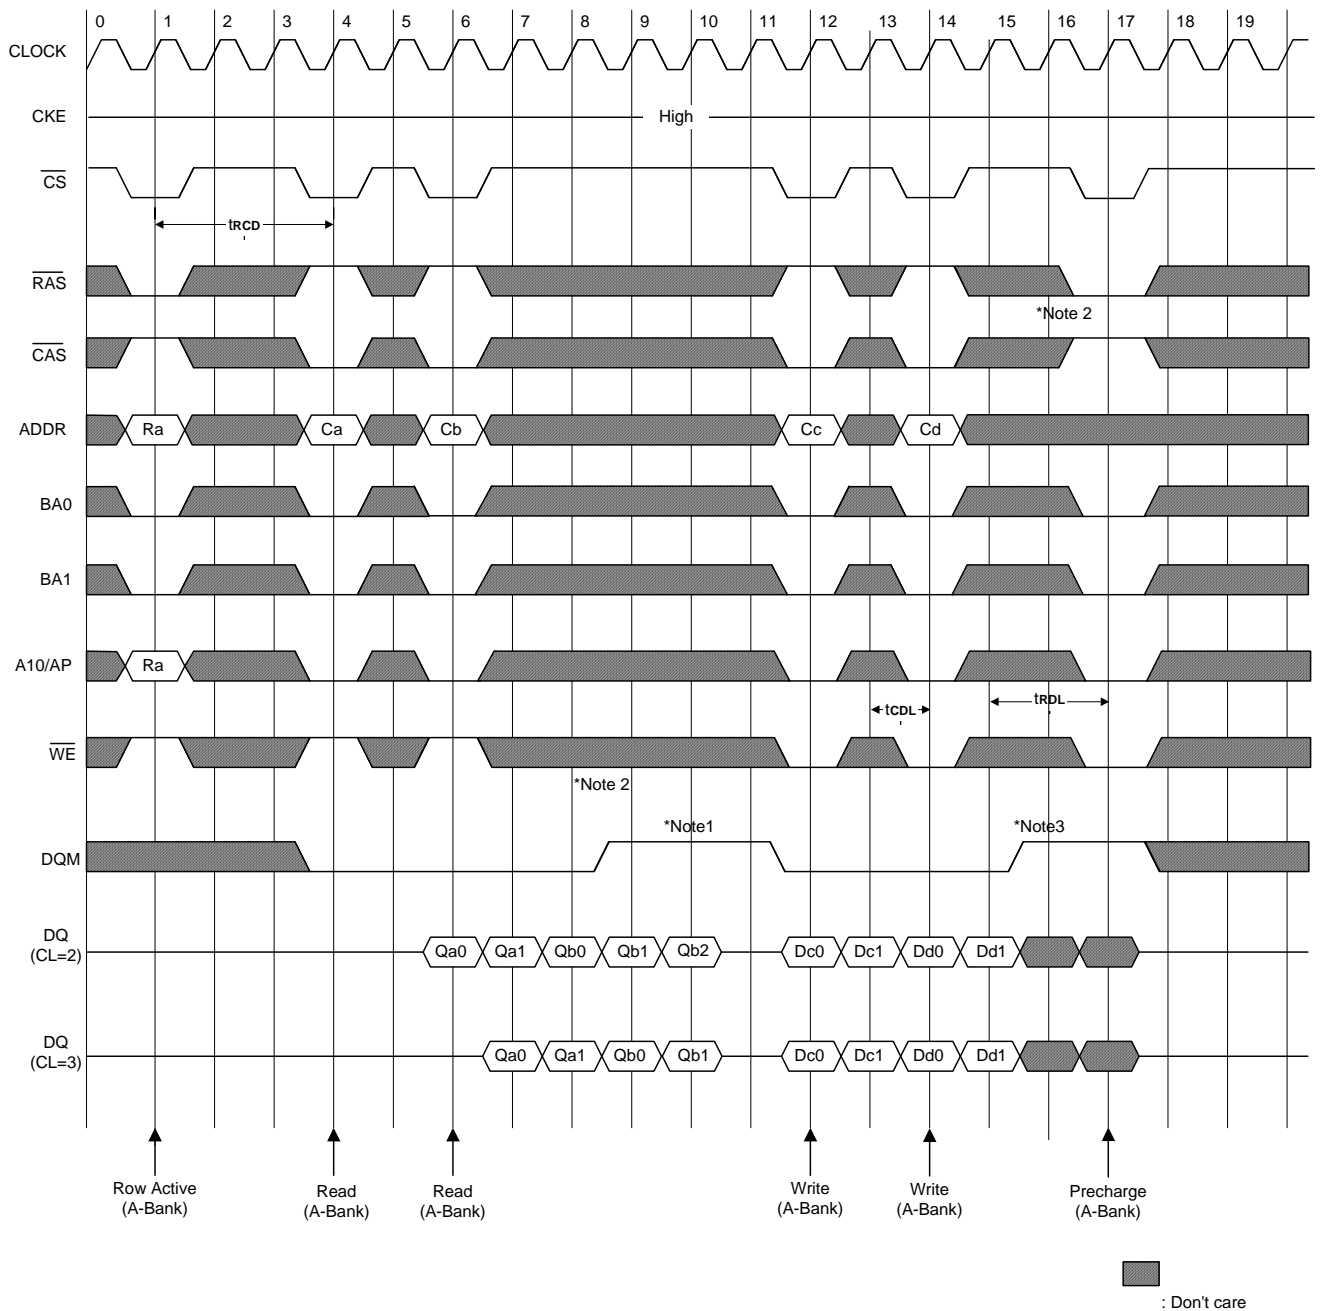 0 1 2 3 4 5 6 7 8 9 10 11 12 13 14 15 16 17 18 19
CLOCK
CKE
High
CS
tRCD
RAS
*Note 2
CAS
ADDR
Ra
Ca
Cb
Cc
Cd
BA0
BA1
A10/AP
Ra
tCDL
tRDL
WE
*Note 2
*Note1
*Note3
DQM
DQ
(CL=2)
Qa0 Qa1 Qb0 Qb1 Qb2 Dc0 Dc1 Dd0 Dd1
DQ
(CL=3)
Qa0 Qa1 Qb0 Qb1 Dc0 Dc1 Dd0 Dd1
Row Active
(A-Bank)
Read
(A-Bank)
Read
(A-Bank)
Write
(A-Bank)
Write
(A-Bank)
Precharge
(A-Bank)
: Don't care